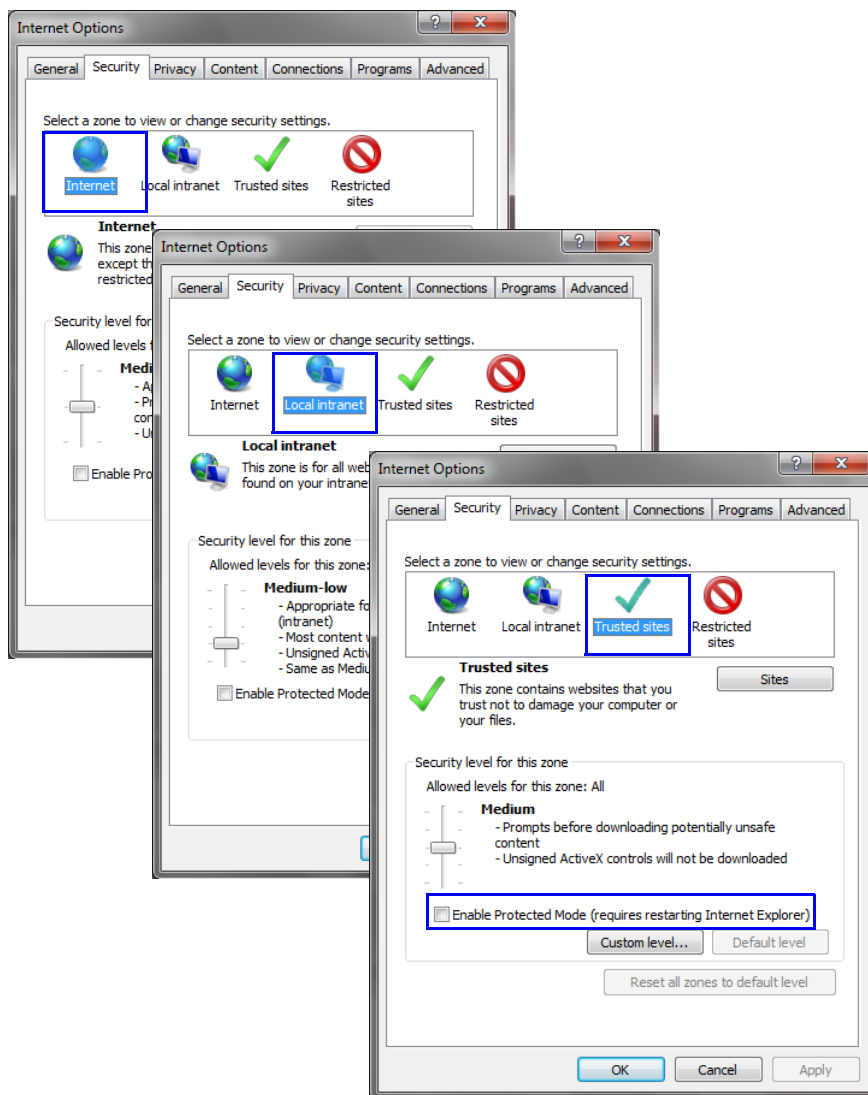 Internet Options
General Security Privacy Content Connections Programs Advanced
Select a zone to view or change security settings.
Internet Local intranet Trusted sites Restricted sites
Internet
This zone
except
restricted
Security level for
Allowed levels
Enable
Internet Options
General Security Privacy Content Connections Programs Advanced
Select a zone to view or change security settings.
Internet Local intranet Trusted sites Restricted sites
Local intranet
This zone is for all
found on your
Security level for this zone
Allowed levels for this zone:
Medium-low
- Appropriate
(intranet)
- Most content
- Unsigned
- Same as
Enable Protected Mode
Internet Options
General Security Privacy Content Connections Programs Advanced
Select a zone to view or change security settings.
Internet Local intranet Trusted sites Restricted sites
Trusted sites
This zone contains websites that you
trust not to damage your computer or
your files.
Sites
Security level for this zone
Allowed levels for this zone: All
Medium
- Prompts before downloading potentially unsafe
content
- Unsigned ActiveX controls will not be downloaded
Enable Protected Mode (requires restarting Internet Explorer)
Custom level... Default level
Reset all zones to default level
OK Cancel Apply